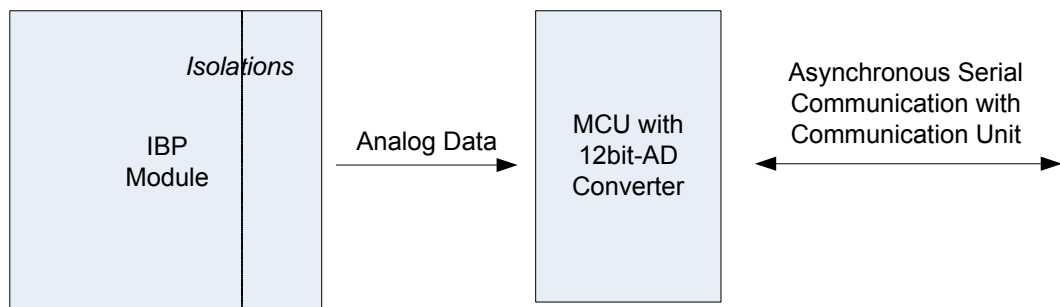 Isolations
IBP
Module
Analog Data
MCU with
12bit-AD
Converter
Asynchronous Serial
Communication with
Communication Unit